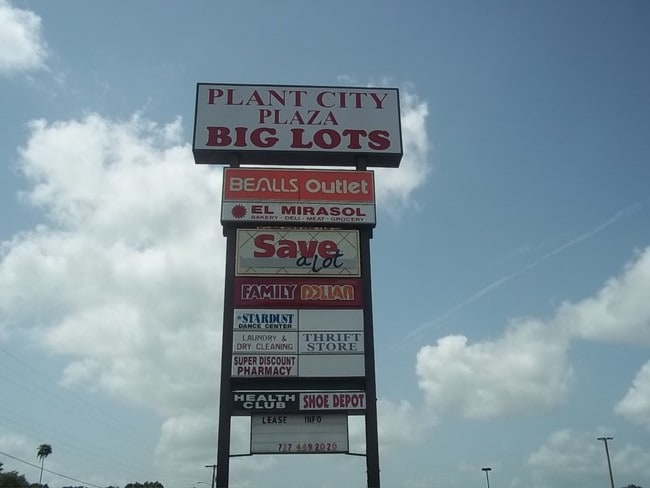 PLANT CITY
PLAZA
BIG LOTS
BEALLS OUtlet
EL MIRASOL
BAKERY · DELI · MEAT · GROCERY
Save
a Lot
FAMILY DOLLAR
STARDUST
DANCE CENTER
LAUNDRY &
DRY CLEANING
THRIFT
STORE
SUPER DISCOUNT
PHARMACY
HEALTH
CLUB
SHOE DEPOT
LEASE INFO
727 449 2020